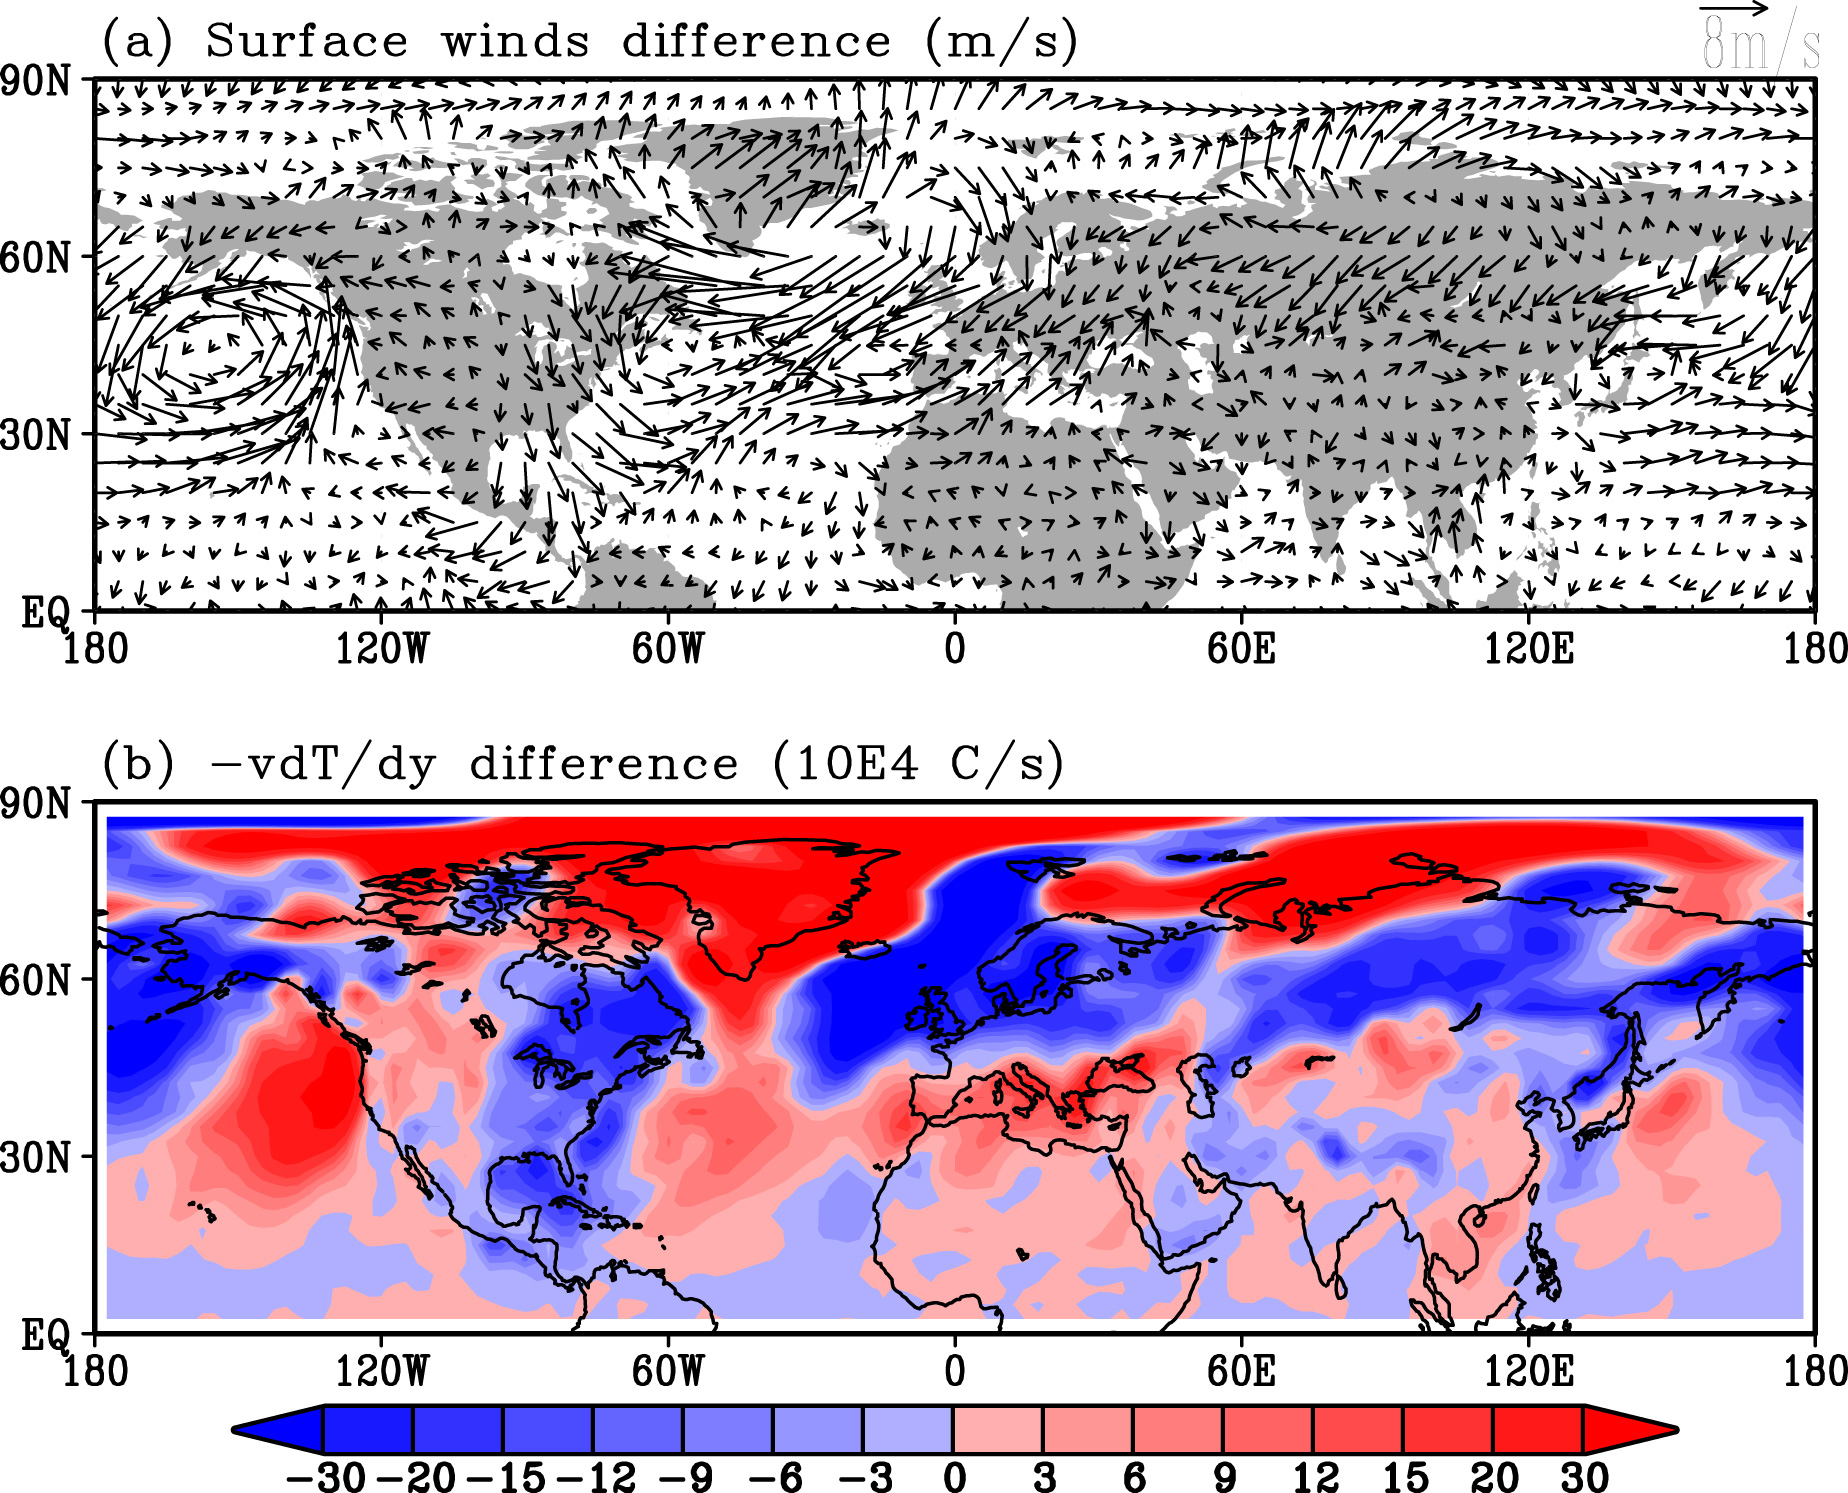 (a) Surface winds difference (m/s)
8m/s
90N
60N
30N
EQ
180 120W 60W 0 60E 120E 180
(b) −vdT/dy difference (10E4 C/s)
90N
60N
30N
EQ
180 120W 60W 0 60E 120E 180
−30 −20 −15 −12 −9 −6 −3 0 3 6 9 12 15 20 30